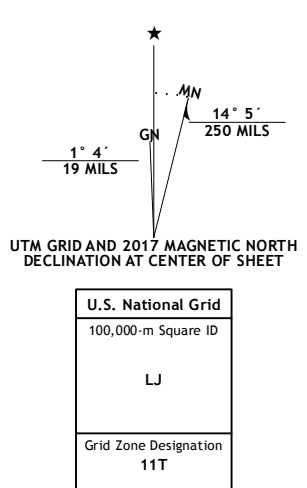 MN
GN
14° 5´
250 MILS
1° 4´
19 MILS
UTM GRID AND 2017 MAGNETIC NORTH
DECLINATION AT CENTER OF SHEET
U.S. National Grid
100,000-m Square ID
LJ
Grid Zone Designation
11T